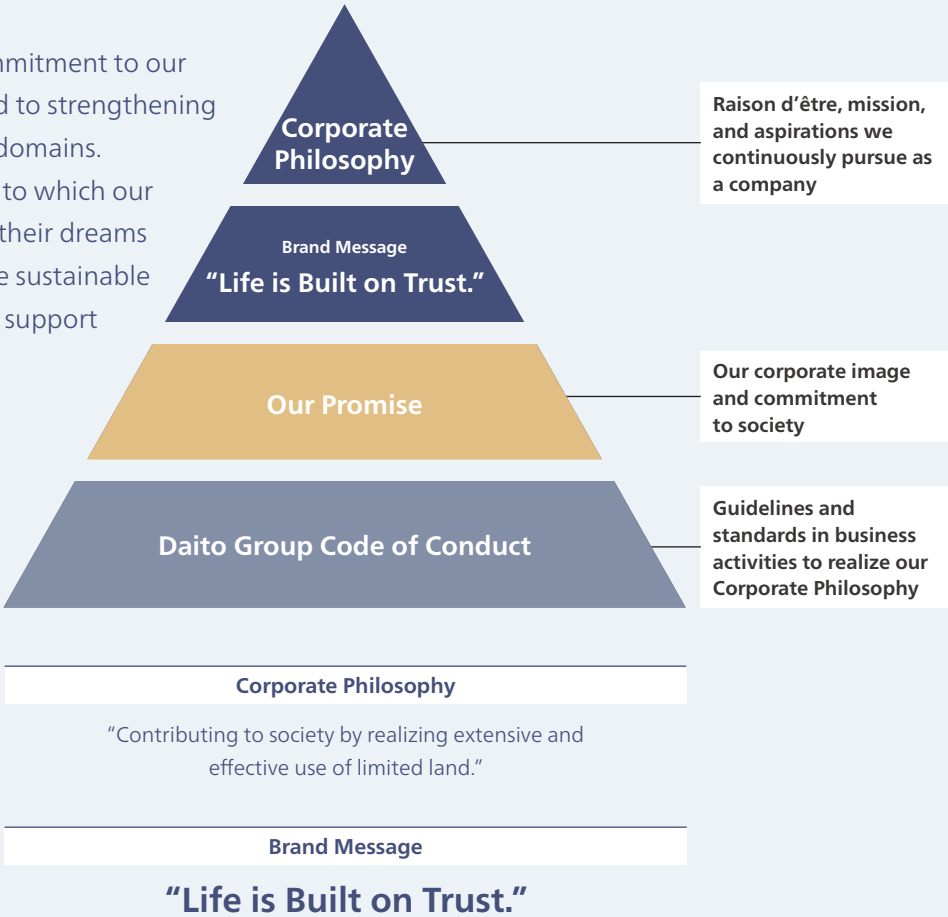 mmitment to our
d to strengthening
domains.
to which our
their dreams
e sustainable
support
Corporate
Philosophy
Brand Message
“Life is Built on Trust.”
Our Promise
Daito Group Code of Conduct
Raison d’être, mission,
and aspirations we
continuously pursue as
a company
Our corporate image
and commitment
to society
Guidelines and
standards in business
activities to realize our
Corporate Philosophy
Corporate Philosophy
“Contributing to society by realizing extensive and
effective use of limited land.”
Brand Message
“Life is Built on Trust.”